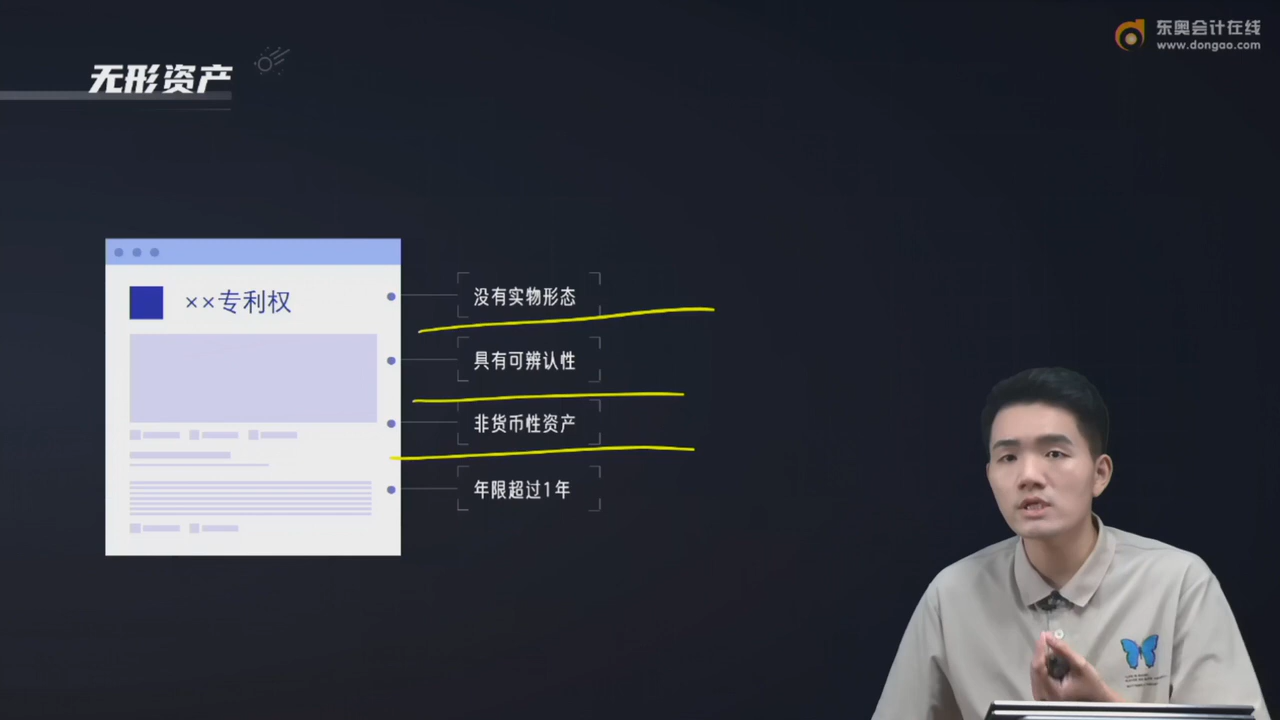 东奥会计在线
www.dongao.com
无形资产
××专利权
没有实物形态
具有可辨认性
非货币性资产
年限超过1年